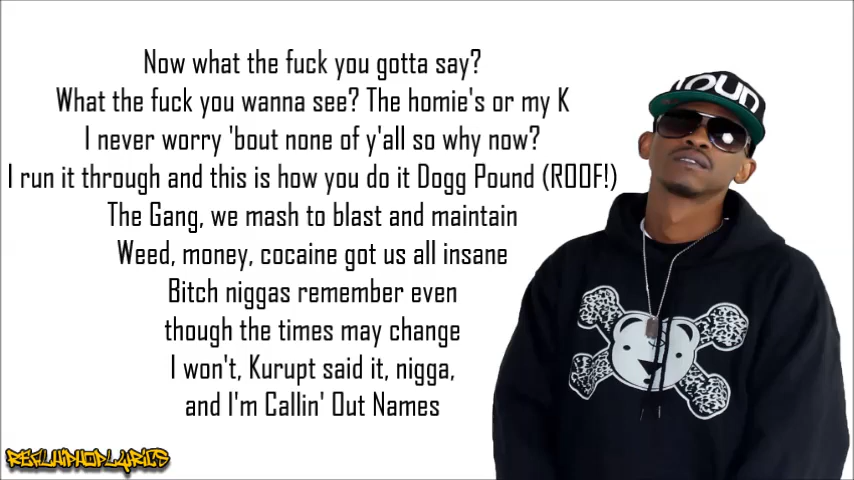 Now what the fuck you gotta say?
What the fuck you wanna see? The homie's or my K
I never worry 'bout none of y'all so why now?
I run it through and this is how you do it Dogg Pound (ROOF!)
The Gang, we mash to blast and maintain
Weed, money, cocaine got us all insane
Bitch niggas remember even
though the times may change
I won't, Kurupt said it, nigga,
and I'm Callin' Out Names
REFLHIPHOPLYRICS